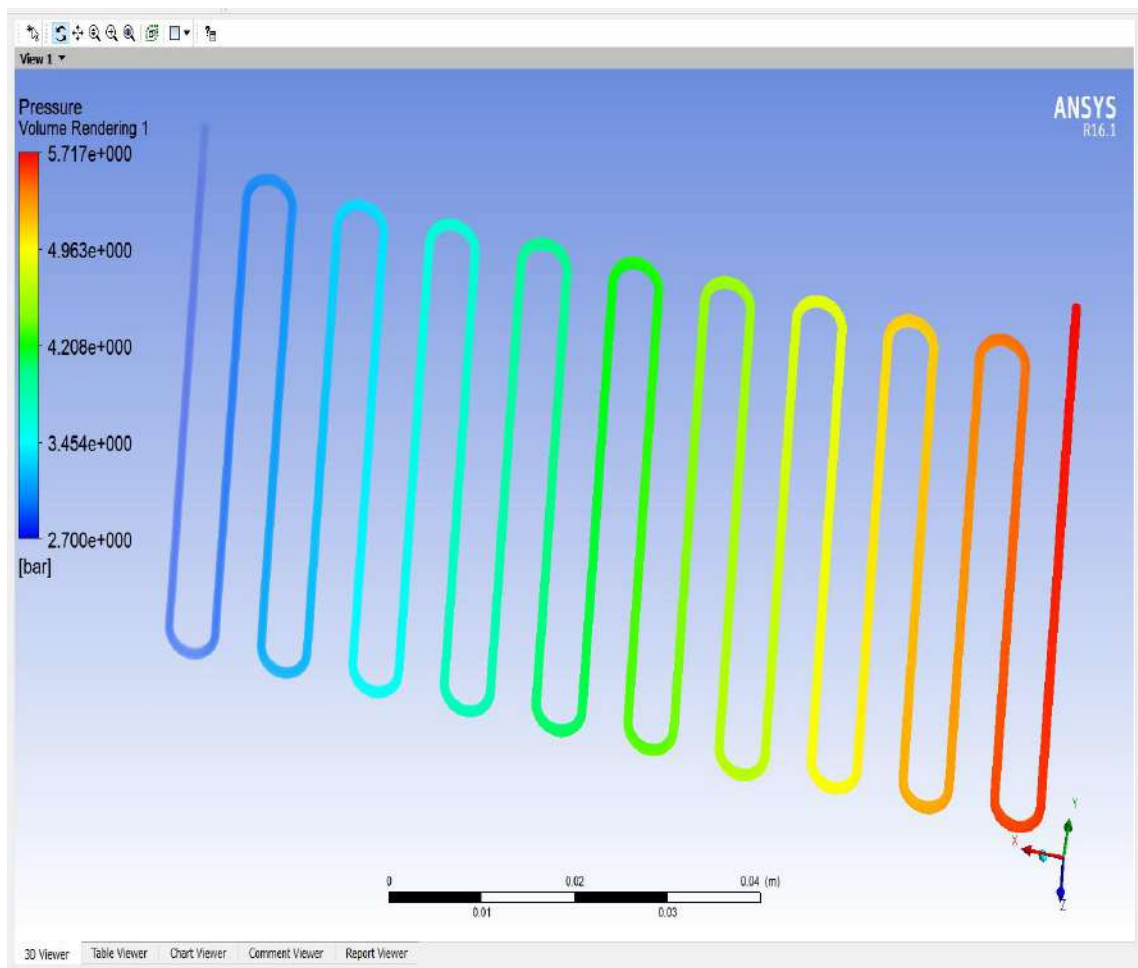 View 1
Pressure
Volume Rendering 1
5.717e+000
4.963e+000
4.208e+000
3.454e+000
2.700e+000
[bar]
ANSYS
R16.1
0 0.02 0.04 (m)
0.01 0.03
X
Y
Z
3D Viewer Table Viewer Chart Viewer Comment Viewer Report Viewer